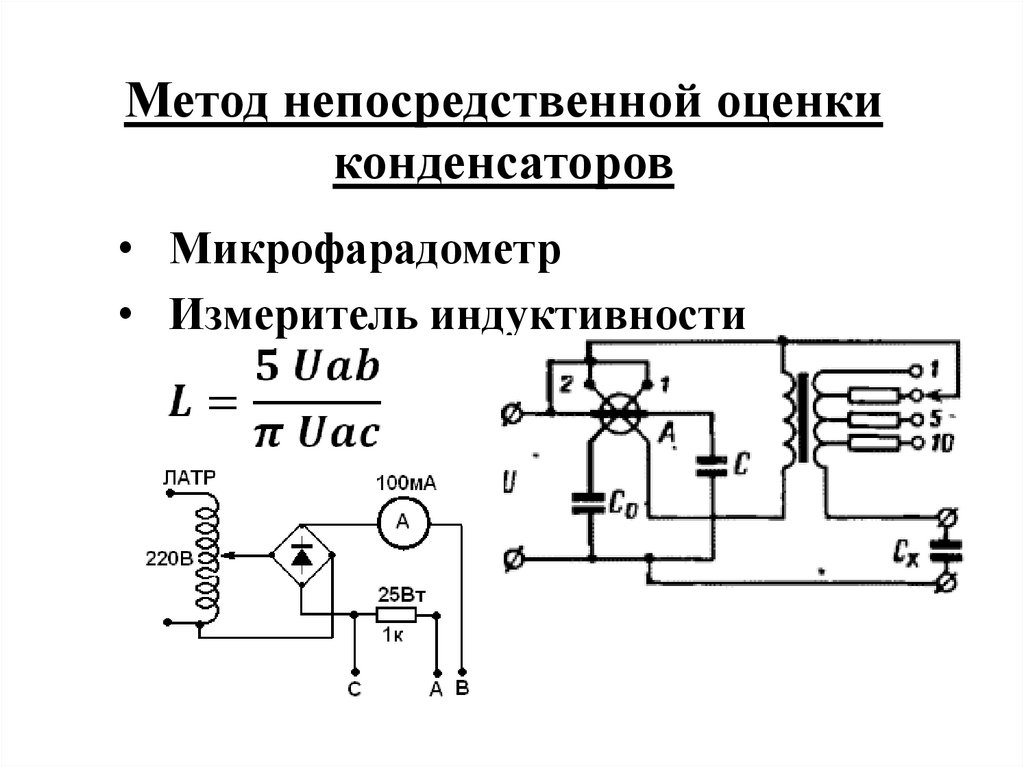 Метод непосредственной оценки
конденсаторов
• Микрофарадометр
• Измеритель индуктивности
L = 5 Uab / π Uac
ЛАТР
220В
100мА
А
25Вт
1к
С
А В
2
1
А
U
C₀
C
1
5
10
Cₓ